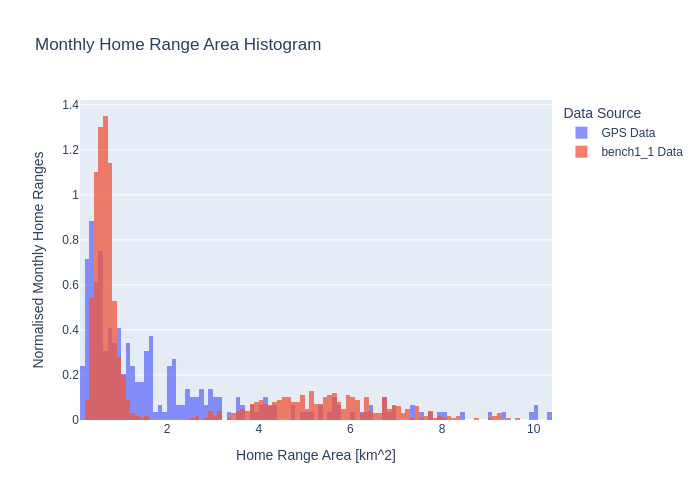 Monthly Home Range Area Histogram
Data Source
GPS Data
bench1_1 Data
Normalised Monthly Home Ranges
1.4
1.2
1
0.8
0.6
0.4
0.2
0
2 4 6 8 10
Home Range Area [km^2]